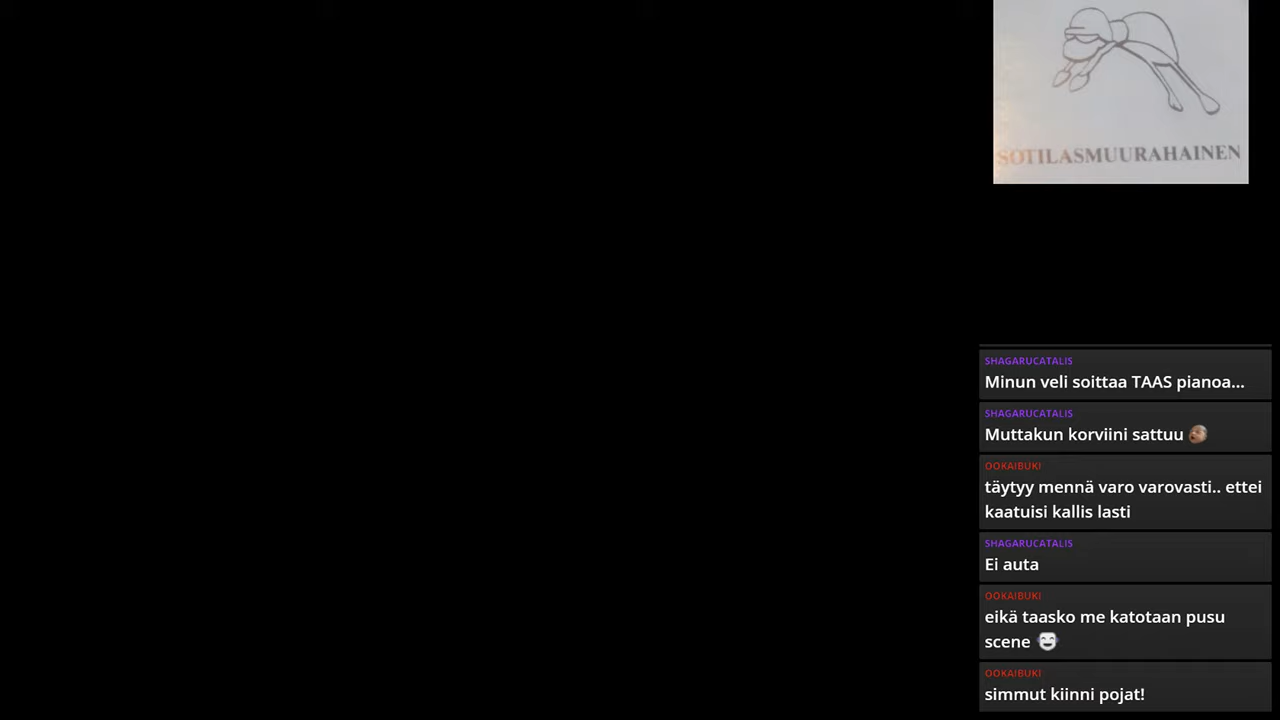 SOTILASMUURAHAINEN
SHAGARUCATALIS
Minun veli soittaa TAAS pianoa...
SHAGARUCATALIS
Muttakun korviini sattuu
OOKAIBUKI
täytyy mennä varo varovasti.. ettei
kaatuisi kallis lasti
SHAGARUCATALIS
Ei auta
OOKAIBUKI
eikä taasko me katotaan pusu
scene
OOKAIBUKI
simmut kiinni pojat!